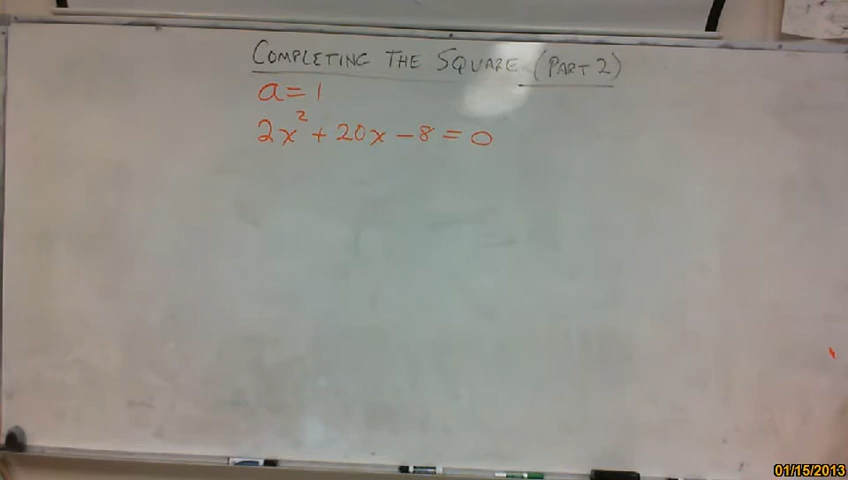 COMPLETING THE SQUARE (PART 2)
a = 1
2x² + 20x - 8 = 0
01/15/2013